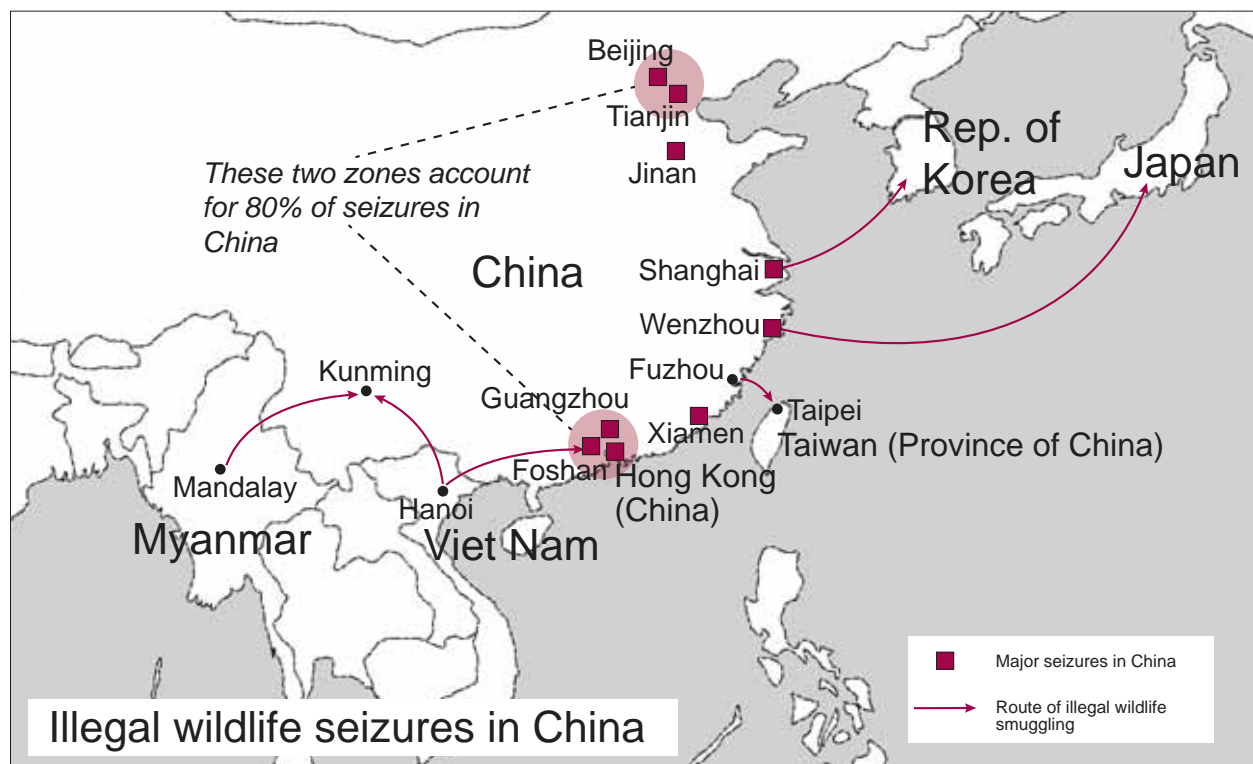 Beijing
Tianjin
Jinan
Rep. of
Korea
Japan
These two zones account
for 80% of seizures in
China
China
Shanghai
Wenzhou
Fuzhou
Kunming
Guangzhou
Xiamen
Taipei
Taiwan (Province of China)
Foshan
Hong Kong
(China)
Mandalay
Hanoi
Myanmar
Viet Nam
Major seizures in China
Route of illegal wildlife
smuggling
Illegal wildlife seizures in China